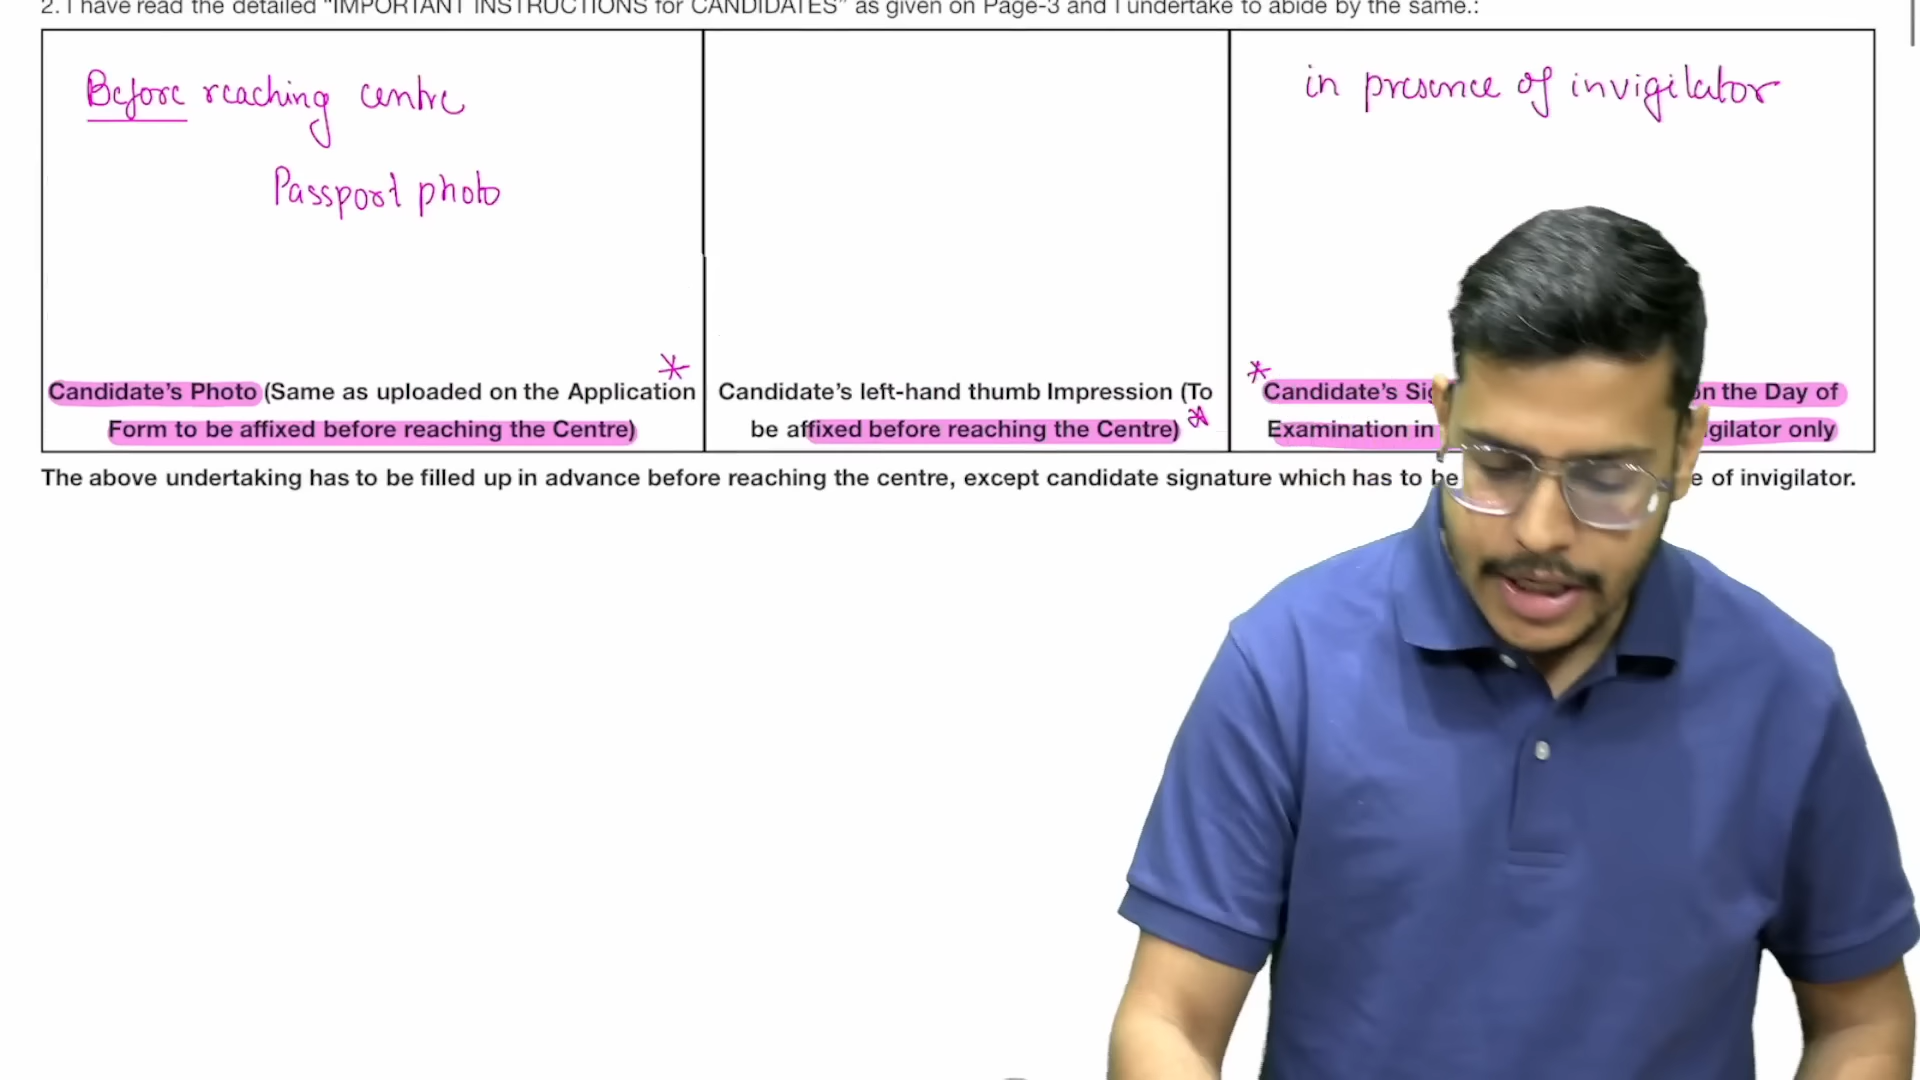 2. I have read the detailed “IMPORTANT INSTRUCTIONS for CANDIDATES” as given on Page-3 and I undertake to abide by the same.:
Before reaching centre
Passport photo
Candidate’s Photo (Same as uploaded on the Application
Form to be affixed before reaching the Centre)
Candidate’s left-hand thumb Impression (To
be affixed before reaching the Centre)
in presence of invigilator
Candidate’s on the Day of
Examination in only
The above undertaking has to be filled up in advance before reaching the centre, except candidate signature which has to be of invigilator.